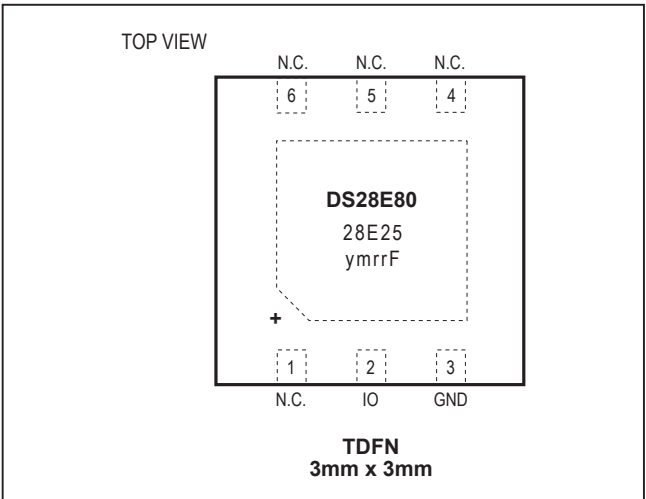 TOP VIEW
N.C. N.C. N.C.
6 5 4
DS28E80
28E25
ymrrF
+
1 2 3
N.C. IO GND
TDFN
3mm x 3mm